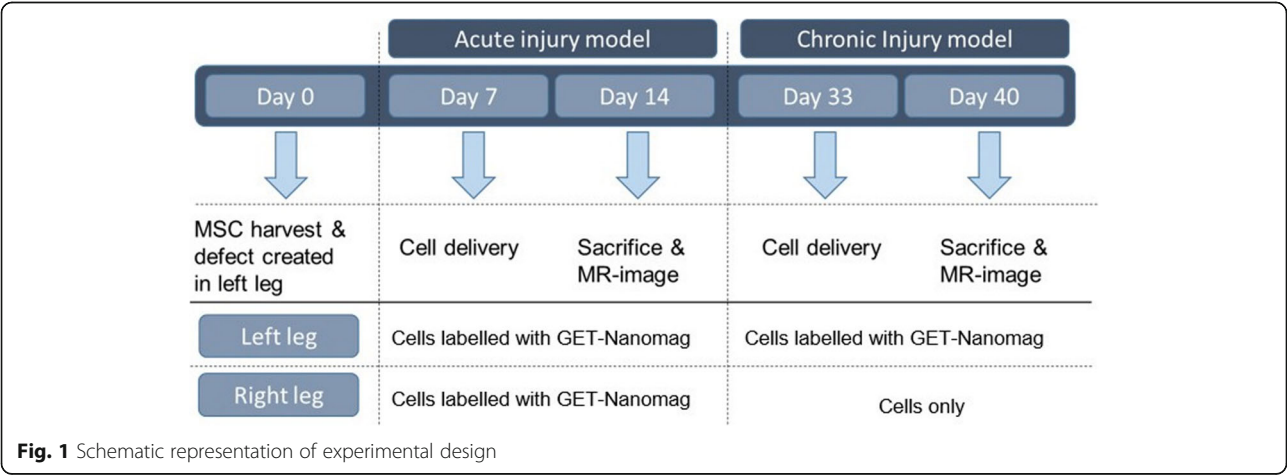 Acute injury model
Chronic Injury model
Day 0
Day 7
Day 14
Day 33
Day 40
MSC harvest &
defect created
in left leg
Cell delivery
Sacrifice &
MR-image
Cell delivery
Sacrifice &
MR-image
Left leg
Cells labelled with GET-Nanomag
Cells labelled with GET-Nanomag
Right leg
Cells labelled with GET-Nanomag
Cells only
Fig. 1 Schematic representation of experimental design